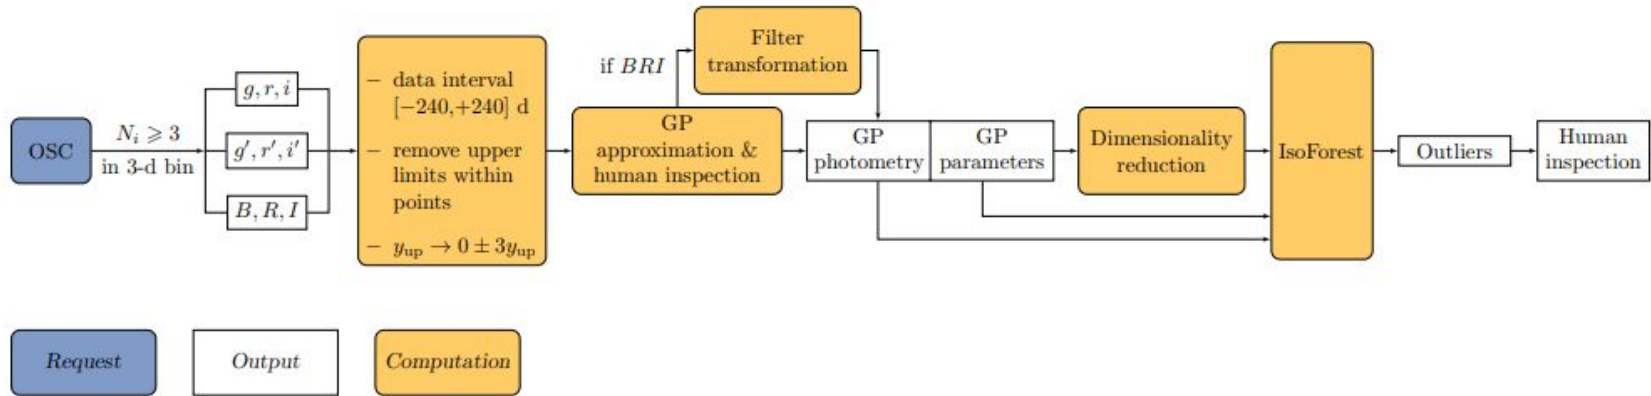 OSC
N_i ⩾ 3
in 3-d bin
g, r, i
g′, r′, i′
B, R, I
– data interval
[−240,+240] d
– remove upper
limits within
points
– y_up → 0 ± 3y_up
if BRI
Filter
transformation
GP
approximation &
human inspection
GP
photometry
GP
parameters
Dimensionality
reduction
IsoForest
Outliers
Human
inspection
Request
Output
Computation